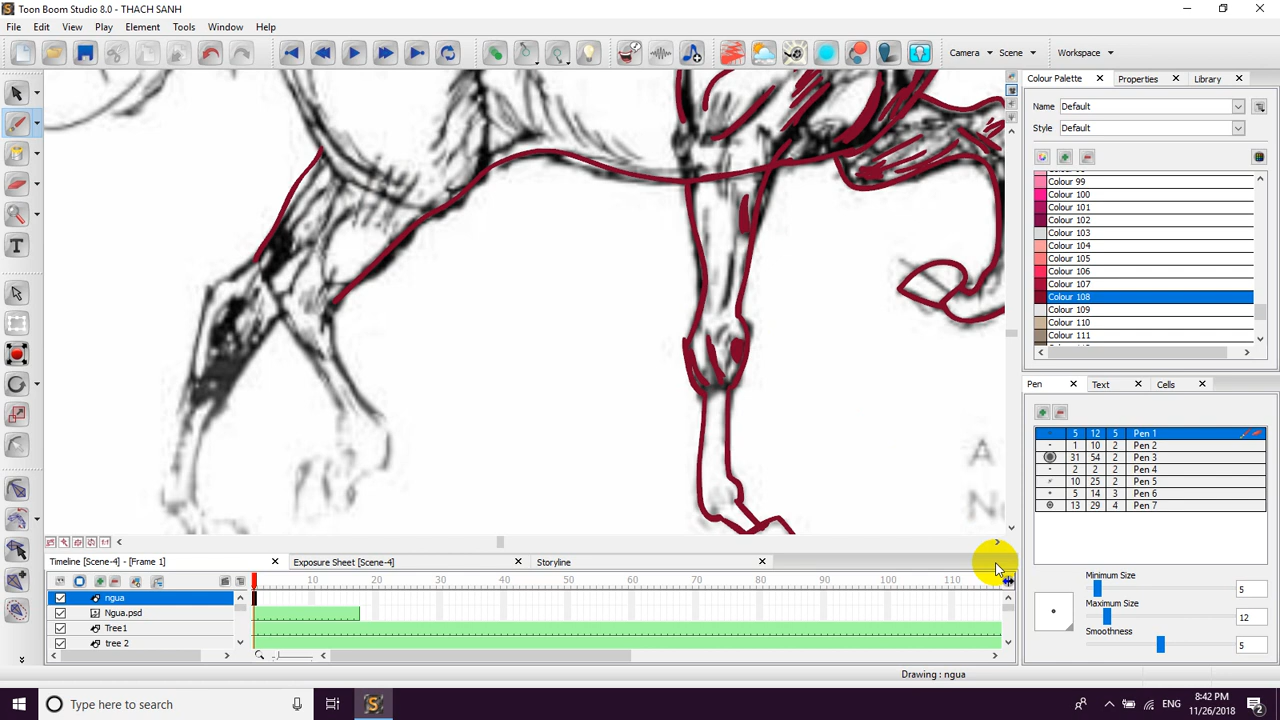 Toon Boom Studio 8.0 - THACH SANH
File Edit View Play Element Tools Window Help
Camera Scene Workspace
Colour Palette Properties Library
Name Default
Style Default
Colour 99
Colour 100
Colour 101
Colour 102
Colour 103
Colour 104
Colour 105
Colour 106
Colour 107
Colour 108
Colour 109
Colour 110
Colour 111
T
A
N
Pen Text Cells
5 12 5 Pen 1
1 10 2 Pen 2
31 54 2 Pen 3
2 2 2 Pen 4
10 25 2 Pen 5
5 14 3 Pen 6
13 29 4 Pen 7
Minimum Size
5
Maximum Size
12
Smoothness
5
Timeline [Scene-4] - [Frame 1] Exposure Sheet [Scene-4] Storyline
10 20 30 40 50 60 70 80 90 100 110
ngua
Ngua.psd
Tree1
tree 2
Drawing : ngua
Type here to search
ENG
8:42 PM
11/26/2018
2